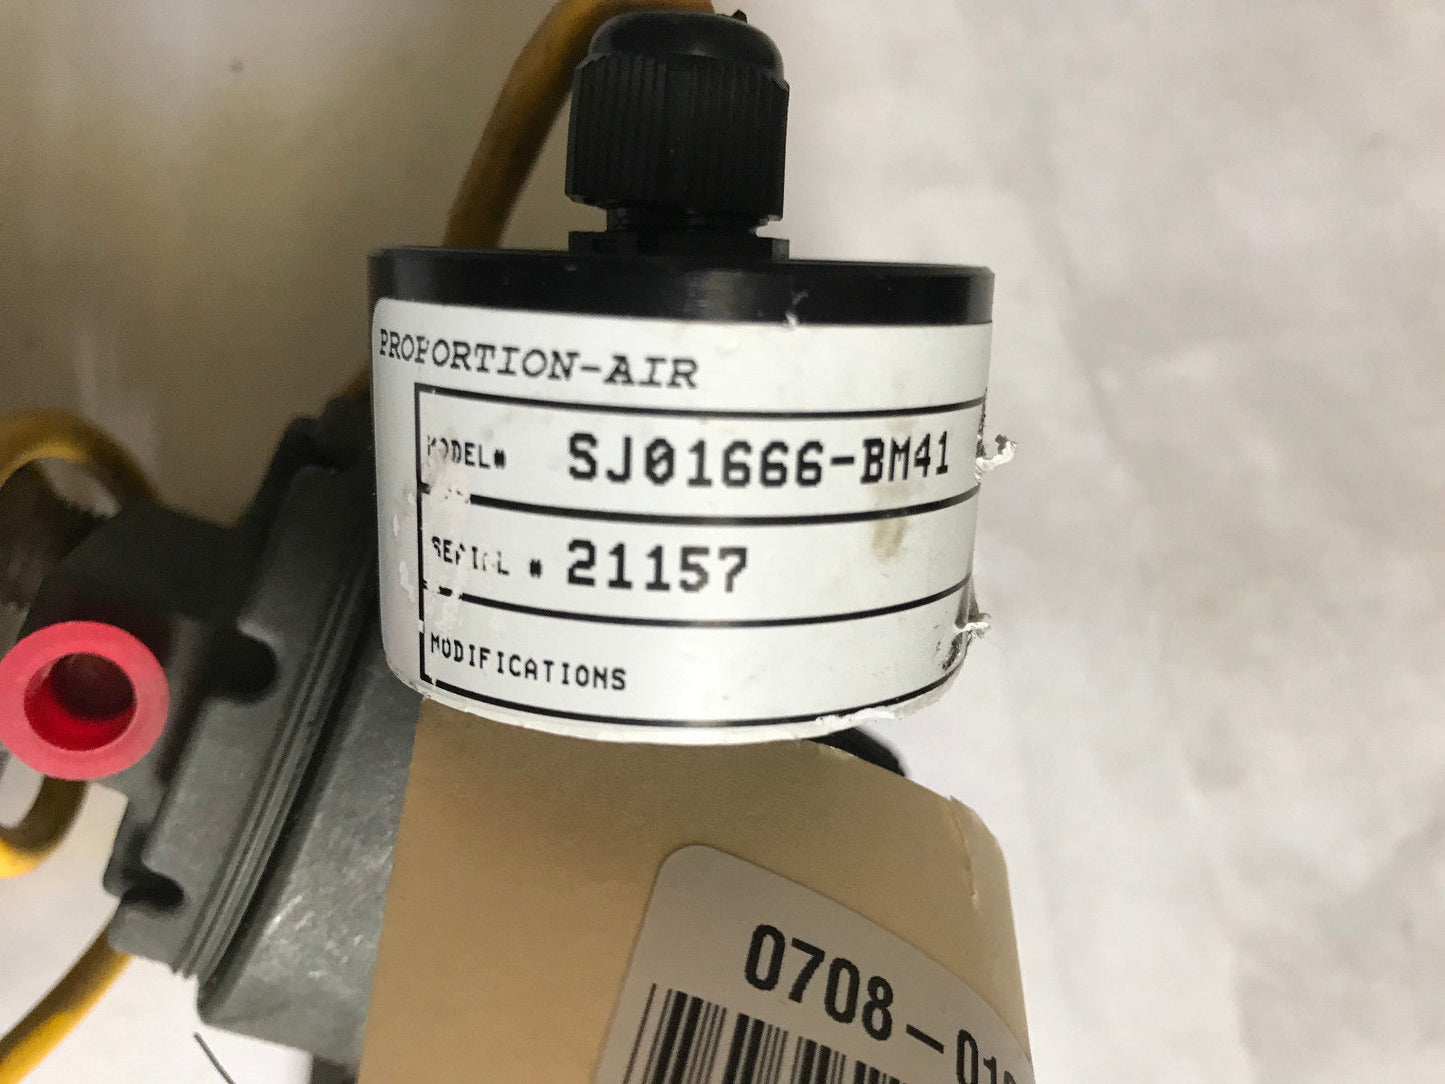 PROPORTION-AIR
MODEL# SJ01666-BM41
SERIAL # 21157
MODIFICATIONS
0708-01